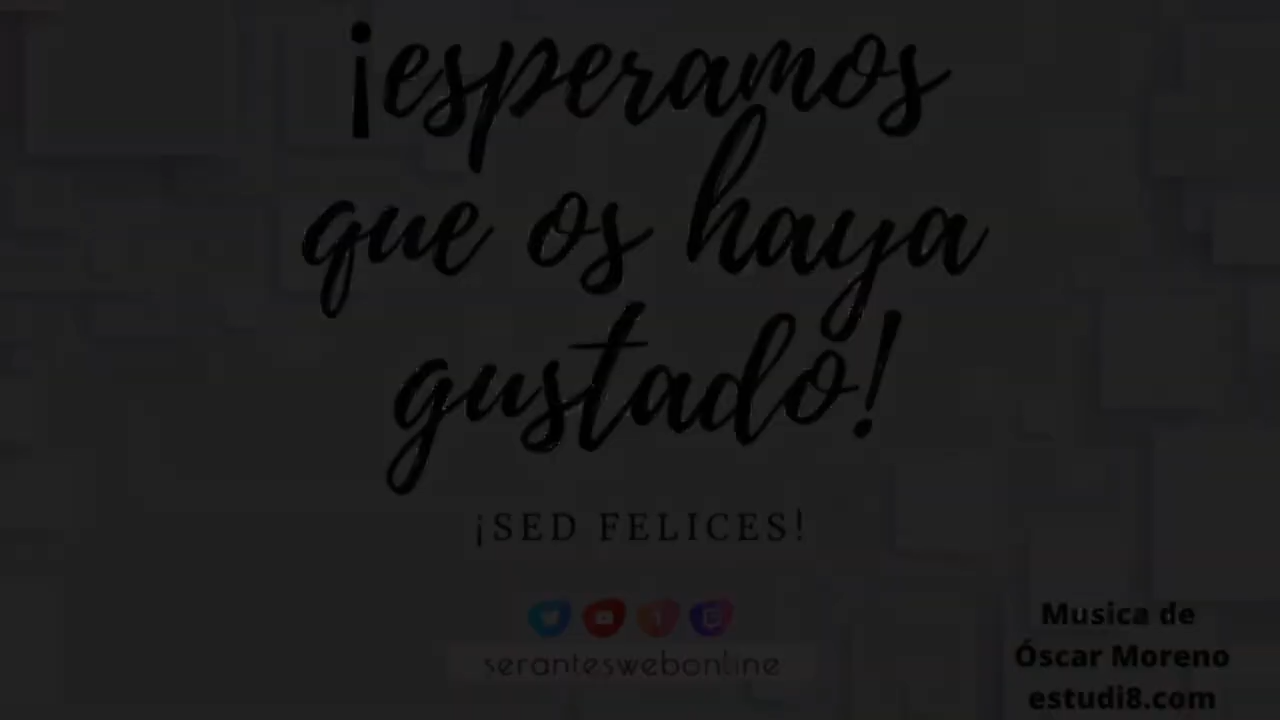 ¡esperamos
que os haya
gustado!
¡SED FELICES!
seranteswebonline
Musica de
Óscar Moreno
estudi8.com